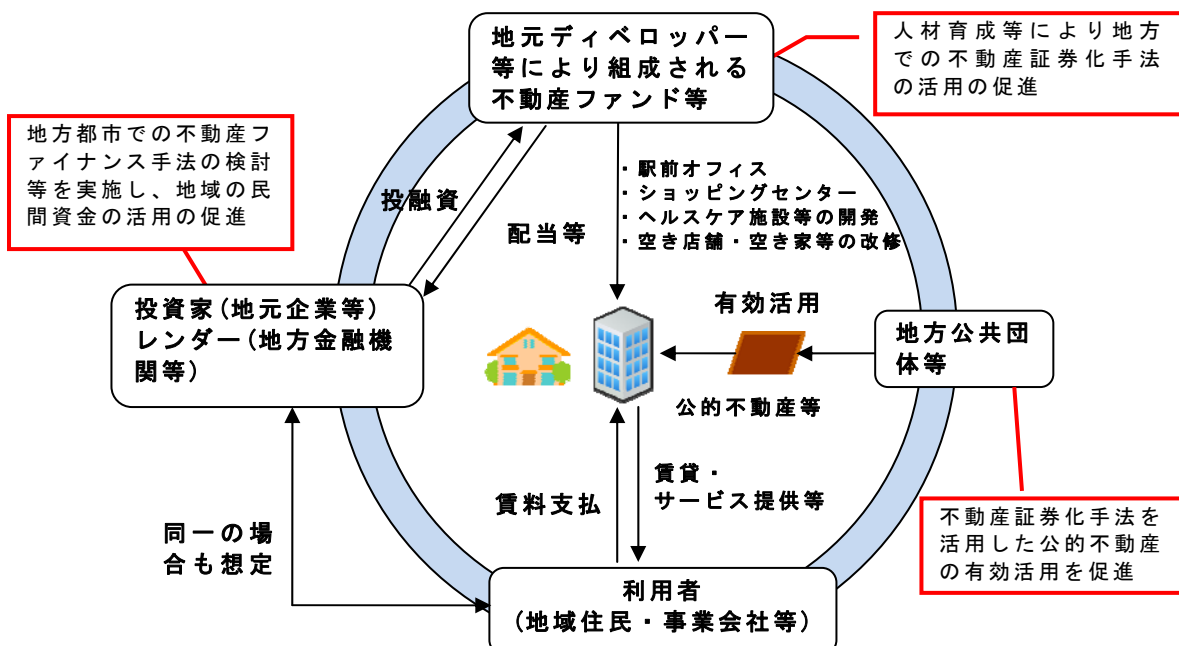 地元ディベロッパー
等により組成される
不動産ファンド等
人材育成等により地方
での不動産証券化手法
の活用の促進
地方都市での不動産フ
ァイナンス手法の検討
等を実施し、地域の民
間資金の活用の促進
投融資
配当等
・駅前オフィス
・ショッピングセンター
・ヘルスケア施設等の開発
・空き店舗・空き家等の改修
投資家(地元企業等)
レンダー(地方金融機
関等)
有効活用
地方公共団
体等
公的不動産等
賃料支払
賃貸・
サービス提供等
同一の場
合も想定
不動産証券化手法を
活用した公的不動産
の有効活用を促進
利用者
(地域住民・事業会社等)